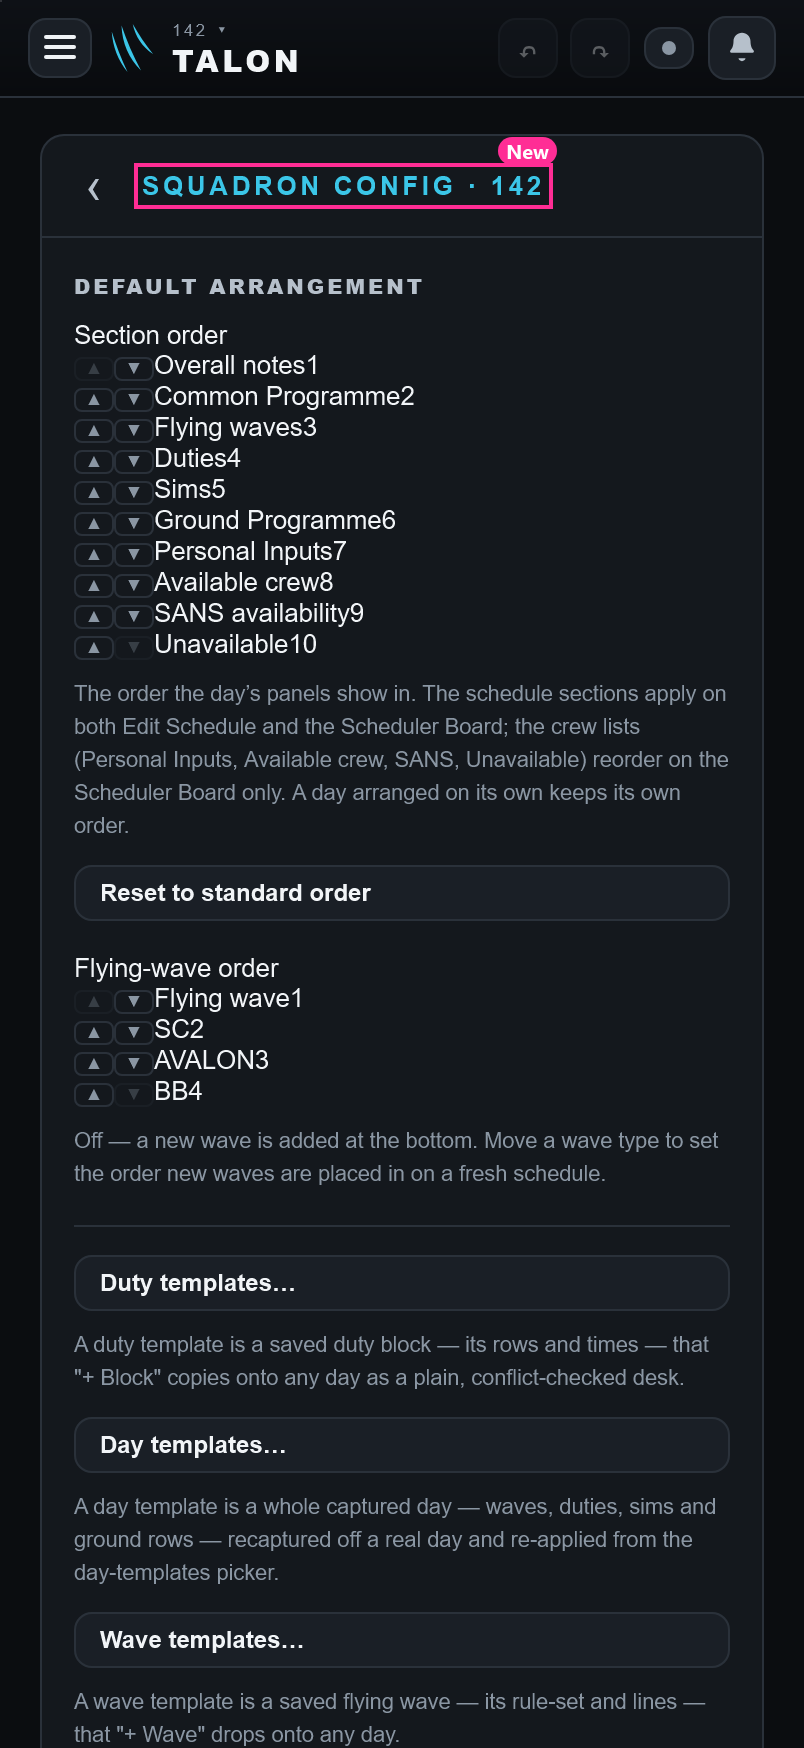 142 ▾
TALON
New
SQUADRON CONFIG · 142
DEFAULT ARRANGEMENT
Section order
▲ ▼ Overall notes1
▲ ▼ Common Programme2
▲ ▼ Flying waves3
▲ ▼ Duties4
▲ ▼ Sims5
▲ ▼ Ground Programme6
▲ ▼ Personal Inputs7
▲ ▼ Available crew8
▲ ▼ SANS availability9
▲ ▼ Unavailable10
The order the day’s panels show in. The schedule sections apply on
both Edit Schedule and the Scheduler Board; the crew lists
(Personal Inputs, Available crew, SANS, Unavailable) reorder on the
Scheduler Board only. A day arranged on its own keeps its own
order.
Reset to standard order
Flying-wave order
▲ ▼ Flying wave1
▲ ▼ SC2
▲ ▼ AVALON3
▲ ▼ BB4
Off — a new wave is added at the bottom. Move a wave type to set
the order new waves are placed in on a fresh schedule.
Duty templates…
A duty template is a saved duty block — its rows and times — that
"+ Block" copies onto any day as a plain, conflict-checked desk.
Day templates…
A day template is a whole captured day — waves, duties, sims and
ground rows — recaptured off a real day and re-applied from the
day-templates picker.
Wave templates…
A wave template is a saved flying wave — its rule-set and lines —
that "+ Wave" drops onto any day.